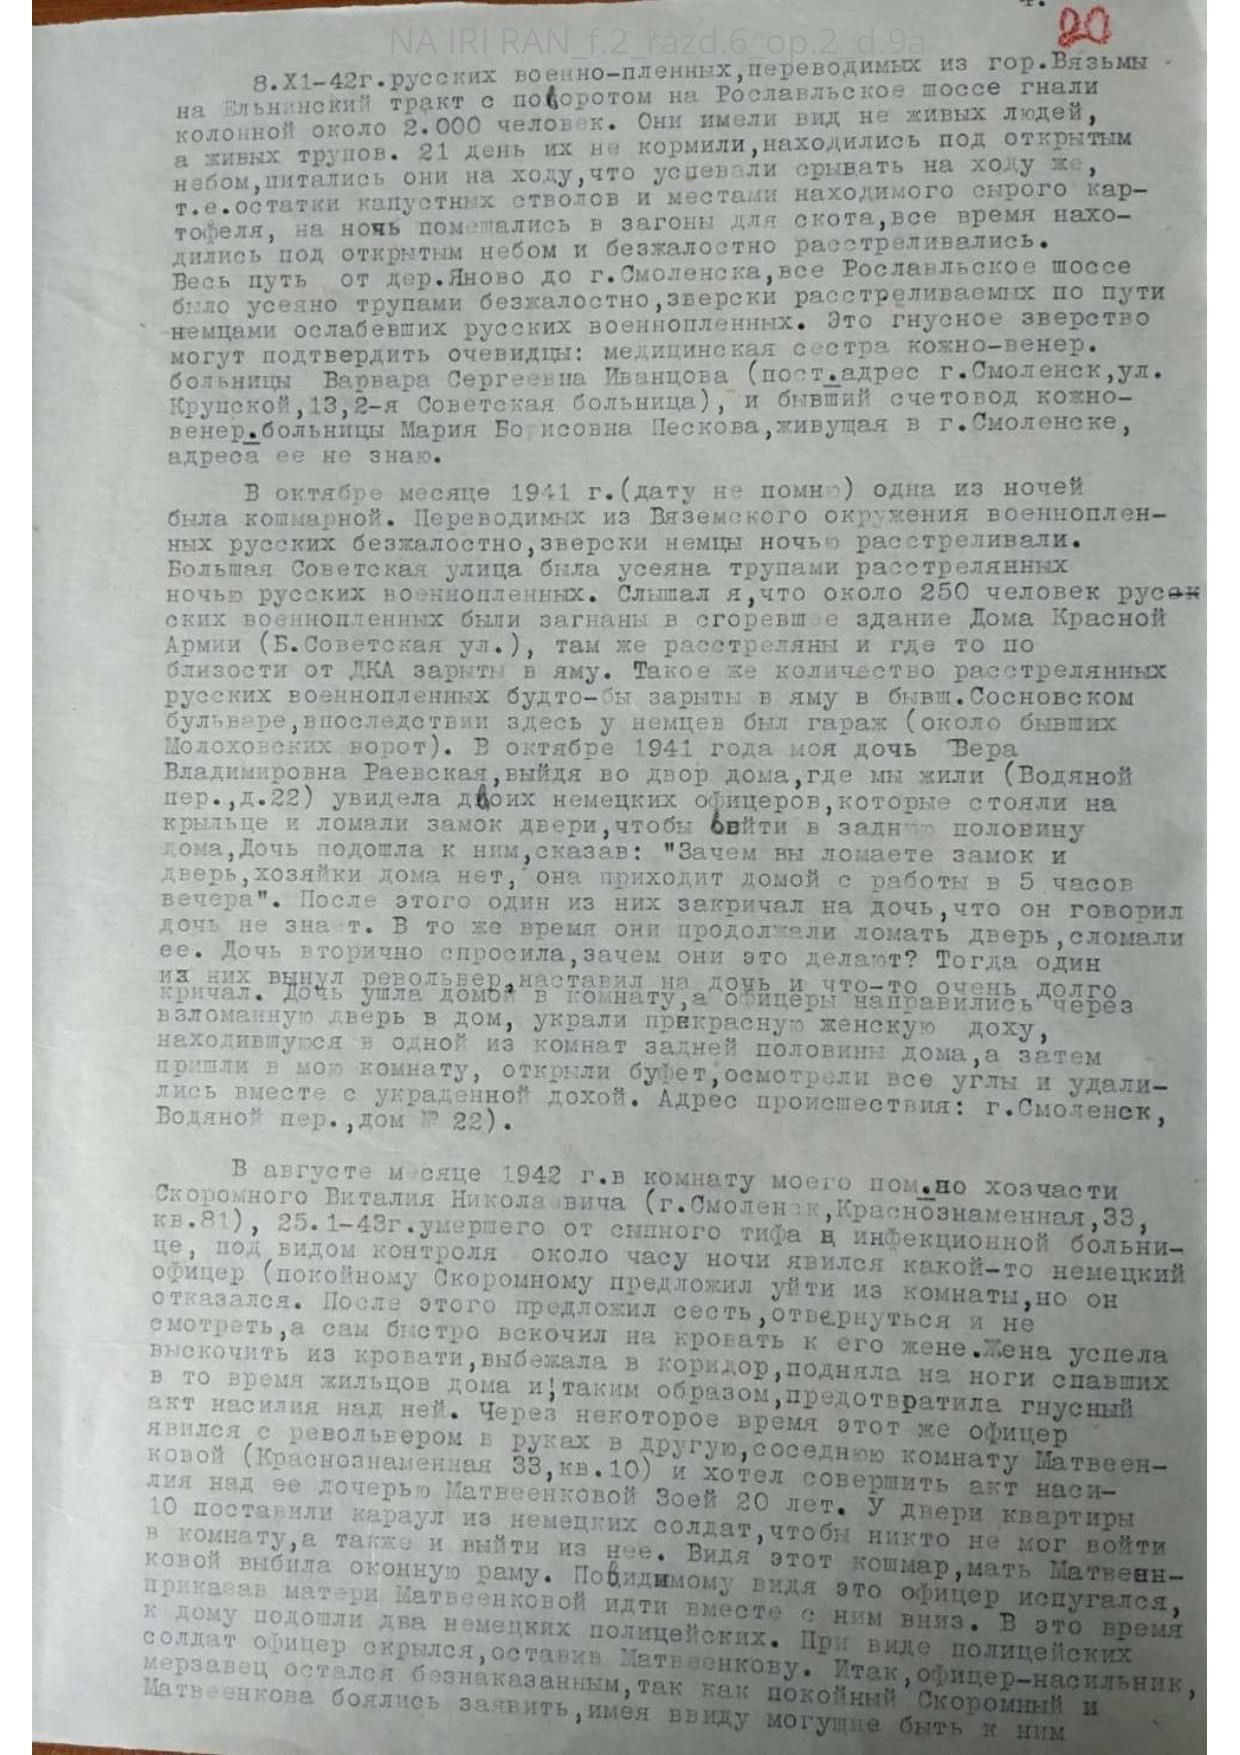 4.
20
NA IRI RAN_f.2_razd.6_op.2_d.9a
8.X1-42г.русских военно-пленных,переводимых из гор.Вязьмы
на Ельнинский тракт с поворотом на Рославльское шоссе гнали
колонной около 2.000 человек. Они имели вид не живых людей,
а живых трупов. 21 день их не кормили,находились под открытым
небом,питались они на ходу,что успевали срывать на ходу же,
т.е.остатки капустных стволов и местами находимого сырого кар-
тофеля, на ночь помещались в загоны для скота,все время нахо-
дились под открытым небом и безжалостно расстреливались.
Весь путь от дер.Яново до г.Смоленска,все Рославльское шоссе
было усеяно трупами безжалостно,зверски расстреливаемых по пути
немцами ослабевших русских военнопленных. Это гнусное зверство
могут подтвердить очевидцы: медицинская сестра кожно-венер.
больницы Варвара Сергеевна Иванцова (пост.адрес г.Смоленск,ул.
Крупской,13,2-я Советская больница), и бывший счетовод кожно-
венер.больницы Мария Борисовна Пескова,живущая в г.Смоленске,
адреса ее не знаю.
В октябре месяце 1941 г.(дату не помню) одна из ночей
была кошмарной. Переводимых из Вяземского окружения военноплен-
ных русских безжалостно,зверски немцы ночью расстреливали.
Большая Советская улица была усеяна трупами расстрелянных
ночью русских военнопленных. Слышал я,что около 250 человек рус
ских военнопленных были загнаны в сгоревшее здание Дома Красной
Армии (Б.Советская ул.), там же расстреляны и где то по
близости от ДКА зарыты в яму. Такое же количество расстрелянных
русских военнопленных будто-бы зарыты в яму в бывш.Сосновском
бульваре,впоследствии здесь у немцев был гараж (около бывших
Молоховских ворот). В октябре 1941 года моя дочь Вера
Владимировна Раевская,выйдя во двор дома,где мы жили (Водяной
пер.,д.22) увидела двоих немецких офицеров,которые стояли на
крыльце и ломали замок двери,чтобы войти в заднюю половину
дома,Дочь подошла к ним,сказав: "Зачем вы ломаете замок и
дверь,хозяйки дома нет, она приходит домой с работы в 5 часов
вечера". После этого один из них закричал на дочь,что он говорил
дочь не знает. В то же время они продолжали ломать дверь,сломали
ее. Дочь вторично спросила,зачем они это делают? Тогда один
из них вынул револьвер,наставил на дочь и что-то очень долго
кричал. Дочь ушла домой в комнату,а офицеры направились через
взломанную дверь в дом, украли прекрасную женскую доху,
находившуюся в одной из комнат задней половины дома,а затем
пришли в мою комнату, открыли буфет,осмотрели все углы и удали-
лись вместе с украденной дохой. Адрес происшествия: г.Смоленск,
Водяной пер.,дом № 22).
В августе месяце 1942 г.в комнату моего пом.по хозчасти
Скоромного Виталия Николаевича (г.Смоленск,Краснознаменная,33,
кв.81), 25.1-43г.умершего от сыпного тифа в инфекционной больни-
це, под видом контроля около часу ночи явился какой-то немецкий
офицер (покойному Скоромному предложил уйти из комнаты,но он
отказался. После этого предложил сесть,отвернуться и не
смотреть,а сам быстро вскочил на кровать к его жене.Жена успела
выскочить из кровати,выбежала в коридор,подняла на ноги спавших
в то время жильцов дома и,таким образом,предотвратила гнусный
акт насилия над ней. Через некоторое время этот же офицер
явился с револьвером в руках в другую,соседнюю комнату Матвеен-
ковой (Краснознаменная 33,кв.10) и хотел совершить акт наси-
лия над ее дочерью Матвеенковой Зоей 20 лет. У двери квартиры
10 поставили караул из немецких солдат,чтобы никто не мог войти
в комнату,а также и выйти из нее. Видя этот кошмар,мать Матвеен-
ковой выбила оконную раму. Повидимому видя это офицер испугался,
приказав матери Матвеенковой идти вместе с ним вниз. В это время
к дому подошли два немецких полицейских. При виде полицейских
солдат офицер скрылся,оставив Матвеенкову. Итак,офицер-насильник,
мерзавец остался безнаказанным,так как покойный Скоромный и
Матвеенкова боялись заявить,имея ввиду могущие быть к ним